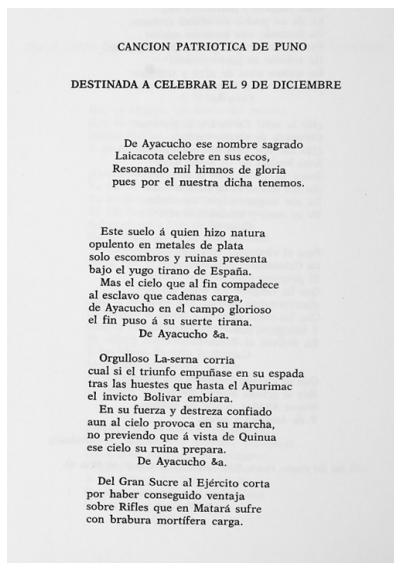 CANCION PATRIOTICA DE PUNO
DESTINADA A CELEBRAR EL 9 DE DICIEMBRE
De Ayacucho ese nombre sagrado
Laicacota celebre en sus ecos,
Resonando mil himnos de gloria
pues por el nuestra dicha tenemos.
Este suelo á quien hizo natura
opulento en metales de plata
solo escombros y ruinas presenta
bajo el yugo tirano de España.
Mas el cielo que al fin compadece
al esclavo que cadenas carga,
de Ayacucho en el campo glorioso
el fin puso á su suerte tirana.
De Ayacucho &a.
Orgulloso La-serna corria
cual si el triunfo empuñase en su espada
tras las huestes que hasta el Apurimac
el invicto Bolivar embiara.
En su fuerza y destreza confiado
aun al cielo provoca en su marcha,
no previendo que á vista de Quinua
ese cielo su ruina prepara.
De Ayacucho &a.
Del Gran Sucre al Ejército corta
por haber conseguido ventaja
sobre Rifles que en Matará sufre
con brabura mortífera carga.